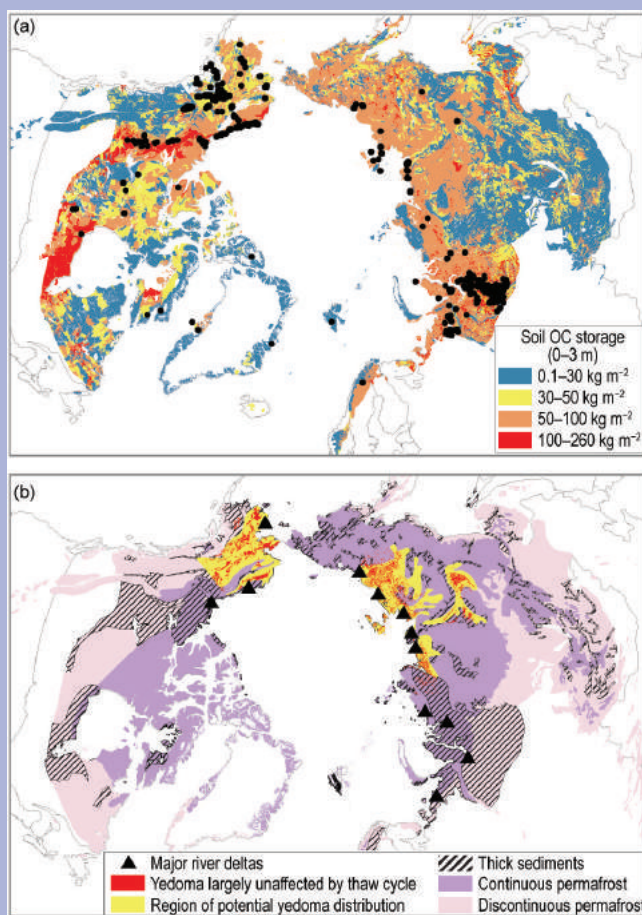 (a)
Soil OC storage
(0–3 m)
0.1–30 kg m⁻²
30–50 kg m⁻²
50–100 kg m⁻²
100–260 kg m⁻²
(b)
Major river deltas
Yedoma largely unaffected by thaw cycle
Region of potential yedoma distribution
Thick sediments
Continuous permafrost
Discontinuous permafrost